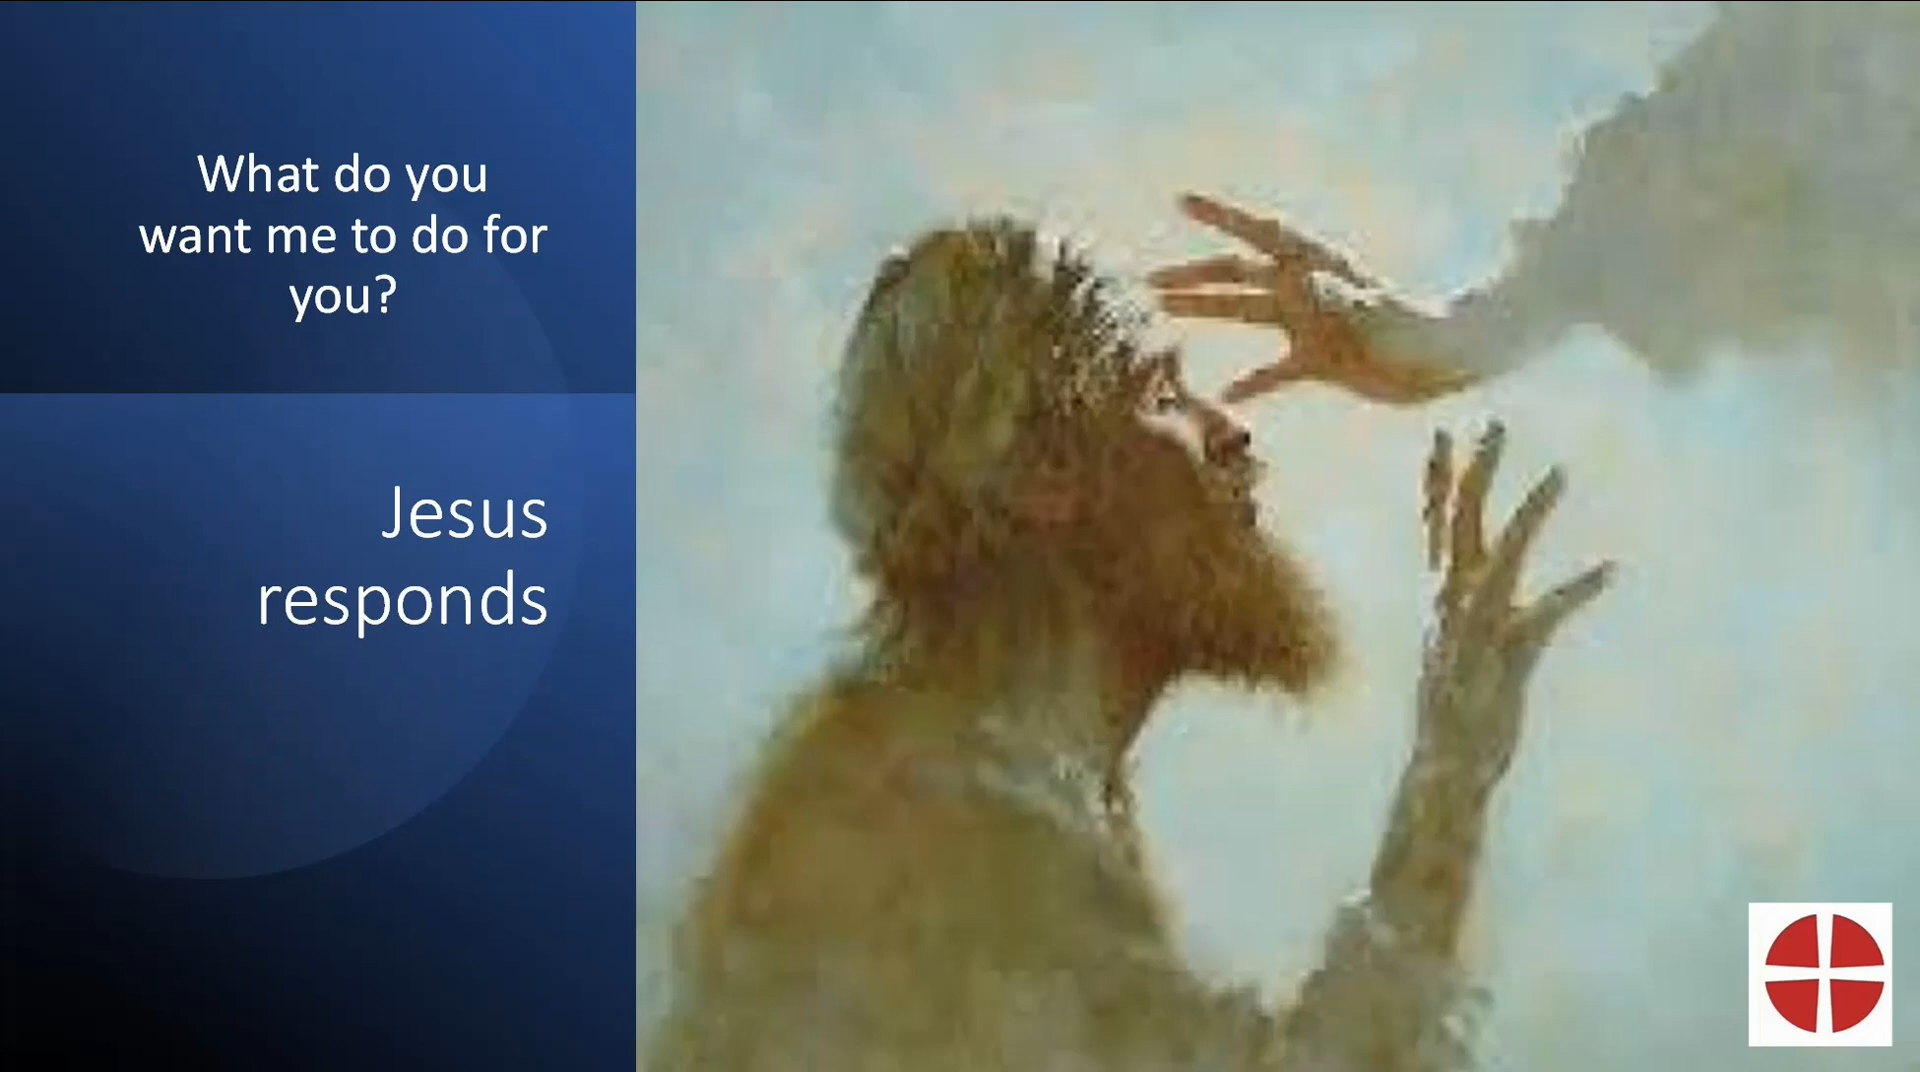 What do you
want me to do for
you?
Jesus
responds